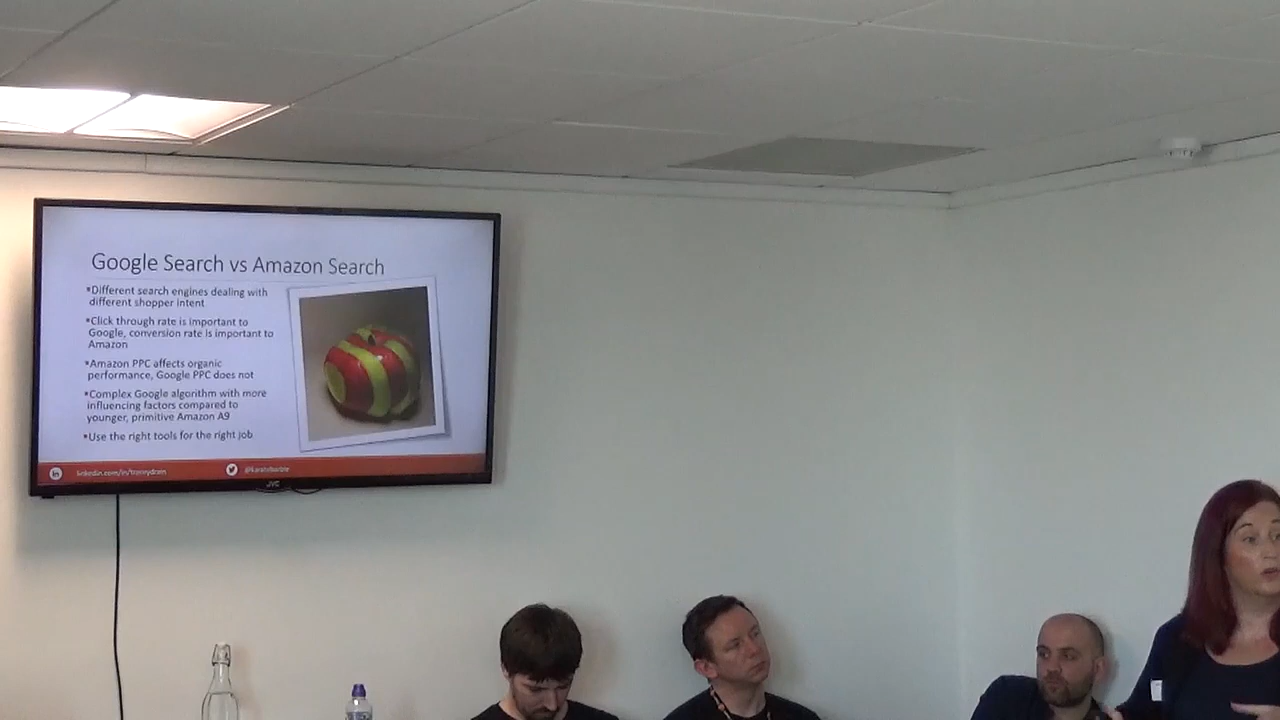 Google Search vs Amazon Search
▪Different search engines dealing with
different shopper intent
▪Click through rate is important to
Google, conversion rate is important to
Amazon
▪Amazon PPC affects organic
performance, Google PPC does not
▪Complex Google algorithm with more
influencing factors compared to
younger, primitive Amazon A9
▪Use the right tools for the right job
in
JVC